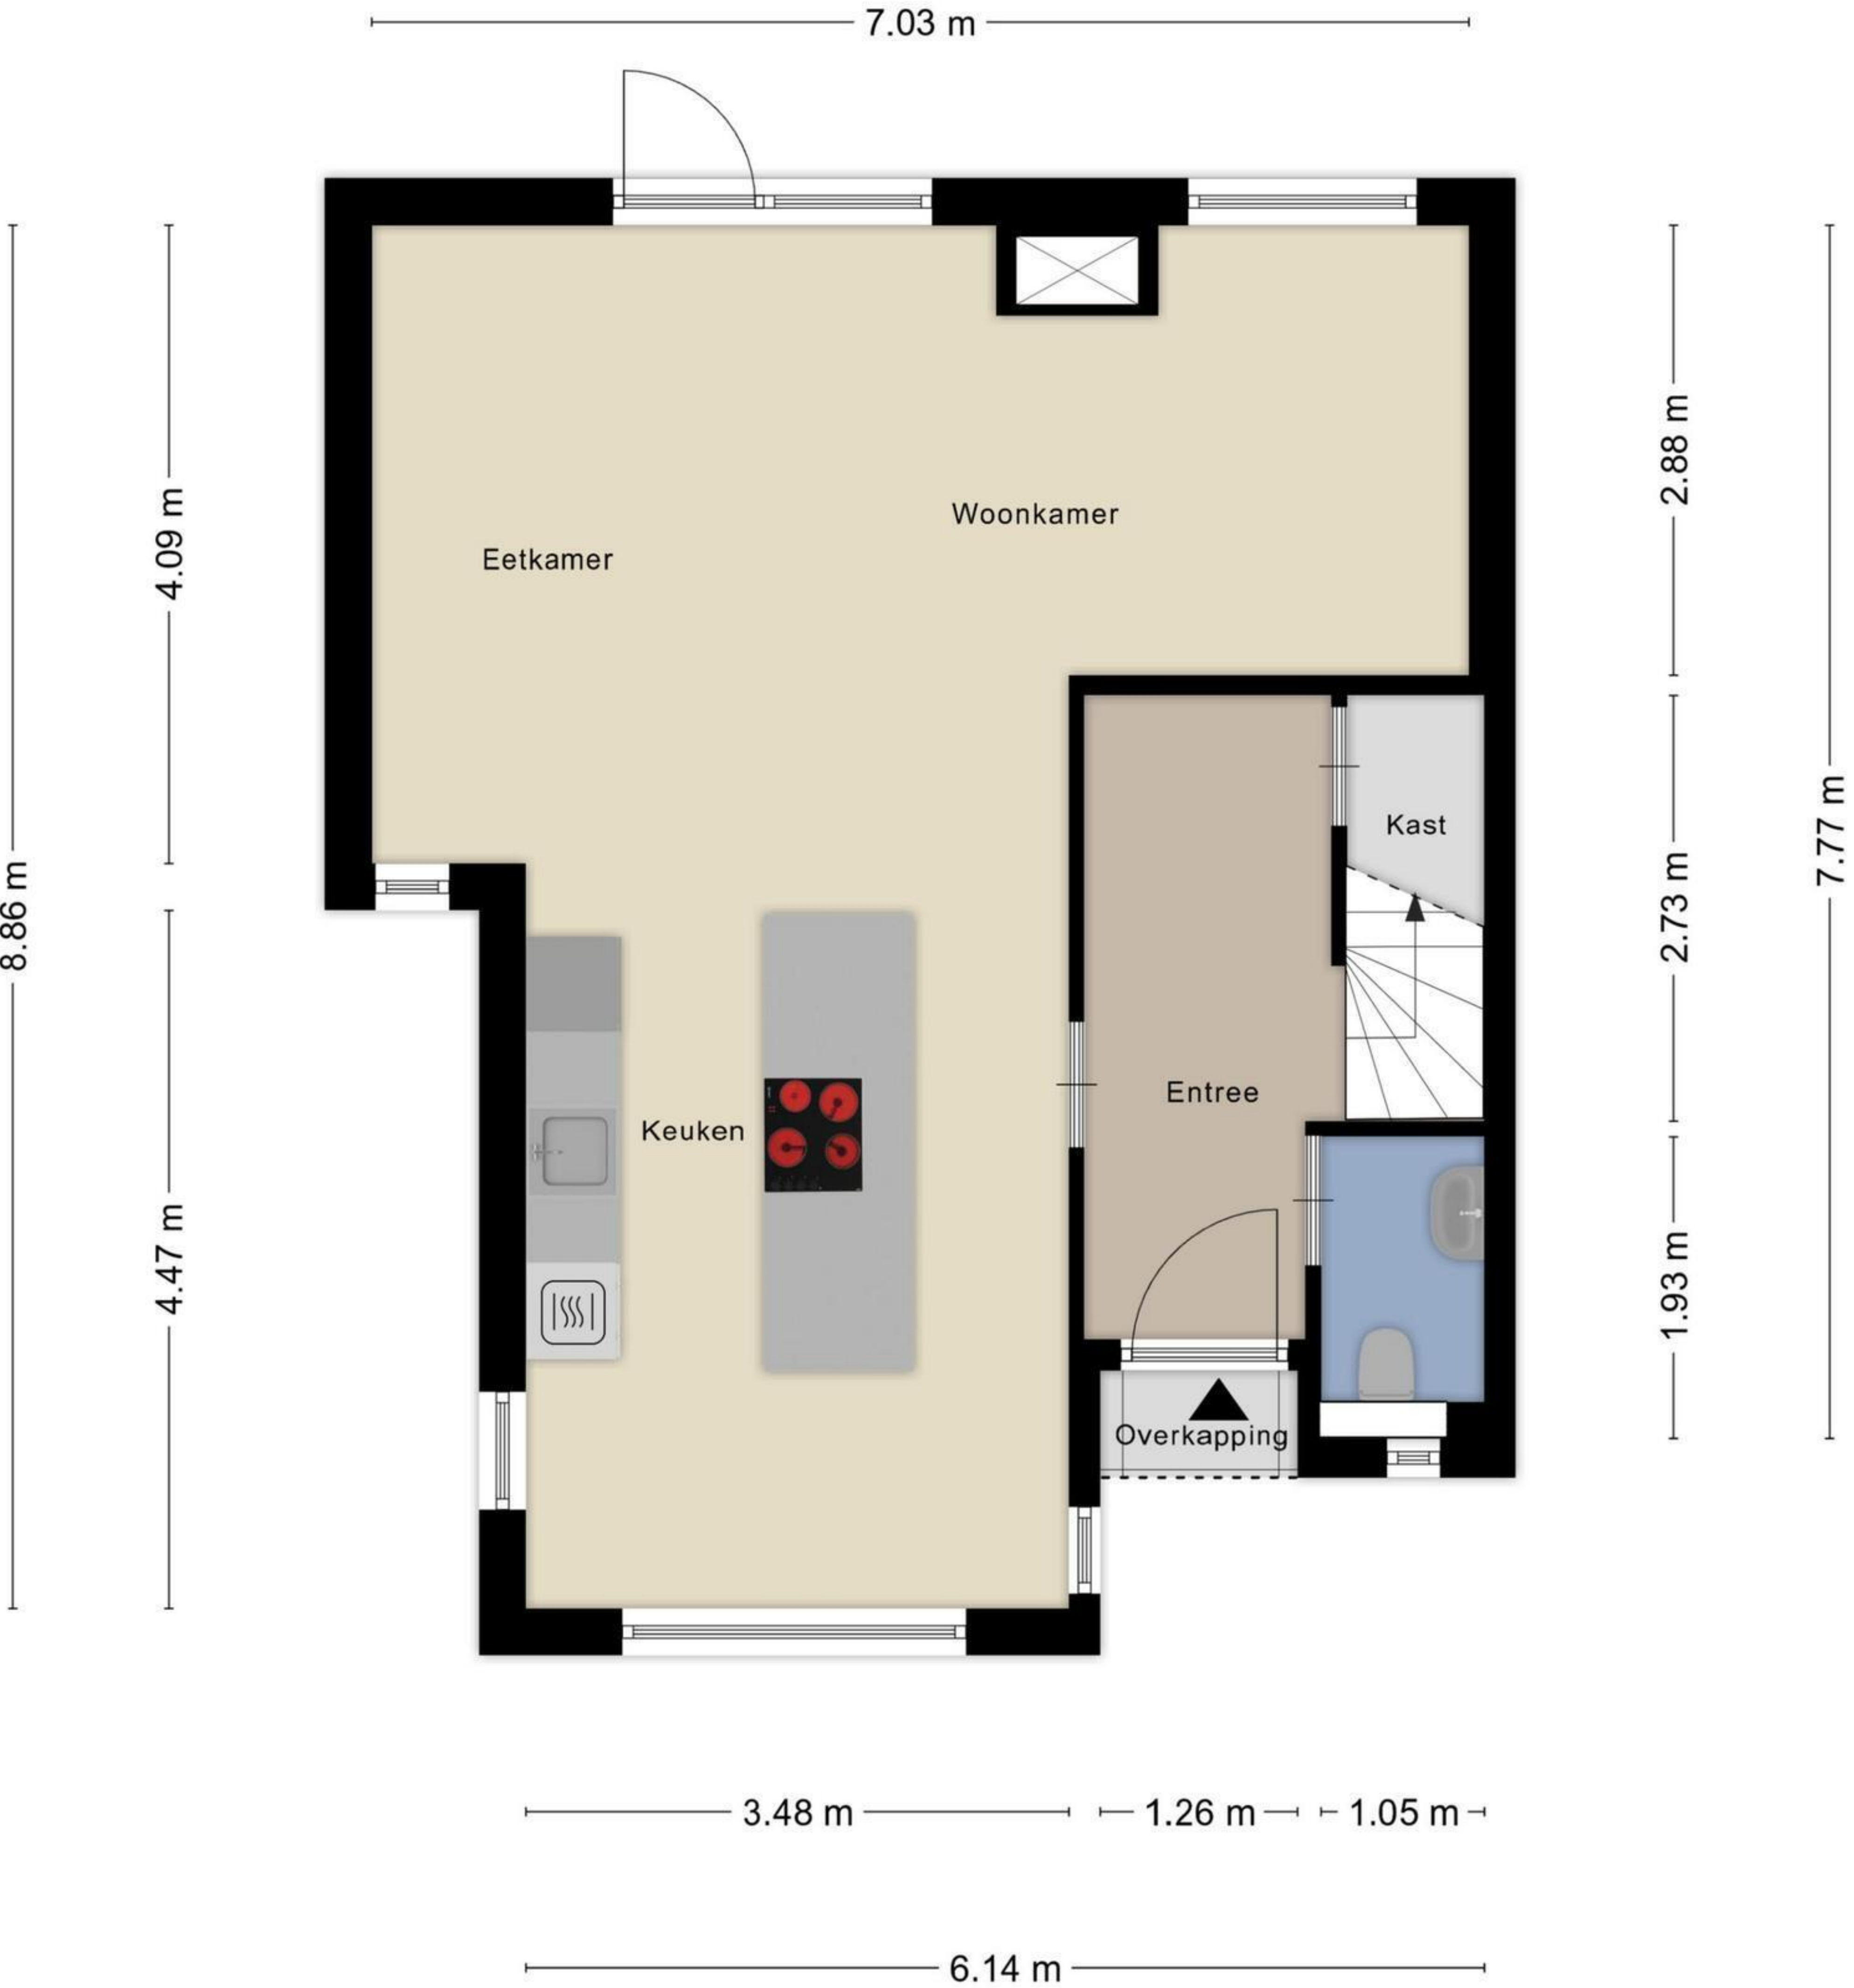 7.03 m
2.88 m
4.09 m
Woonkamer
Eetkamer
7.77 m
Kast
8.86 m
2.73 m
Entree
Keuken
4.47 m
1.93 m
Overkapping
3.48 m
1.26 m
1.05 m
6.14 m